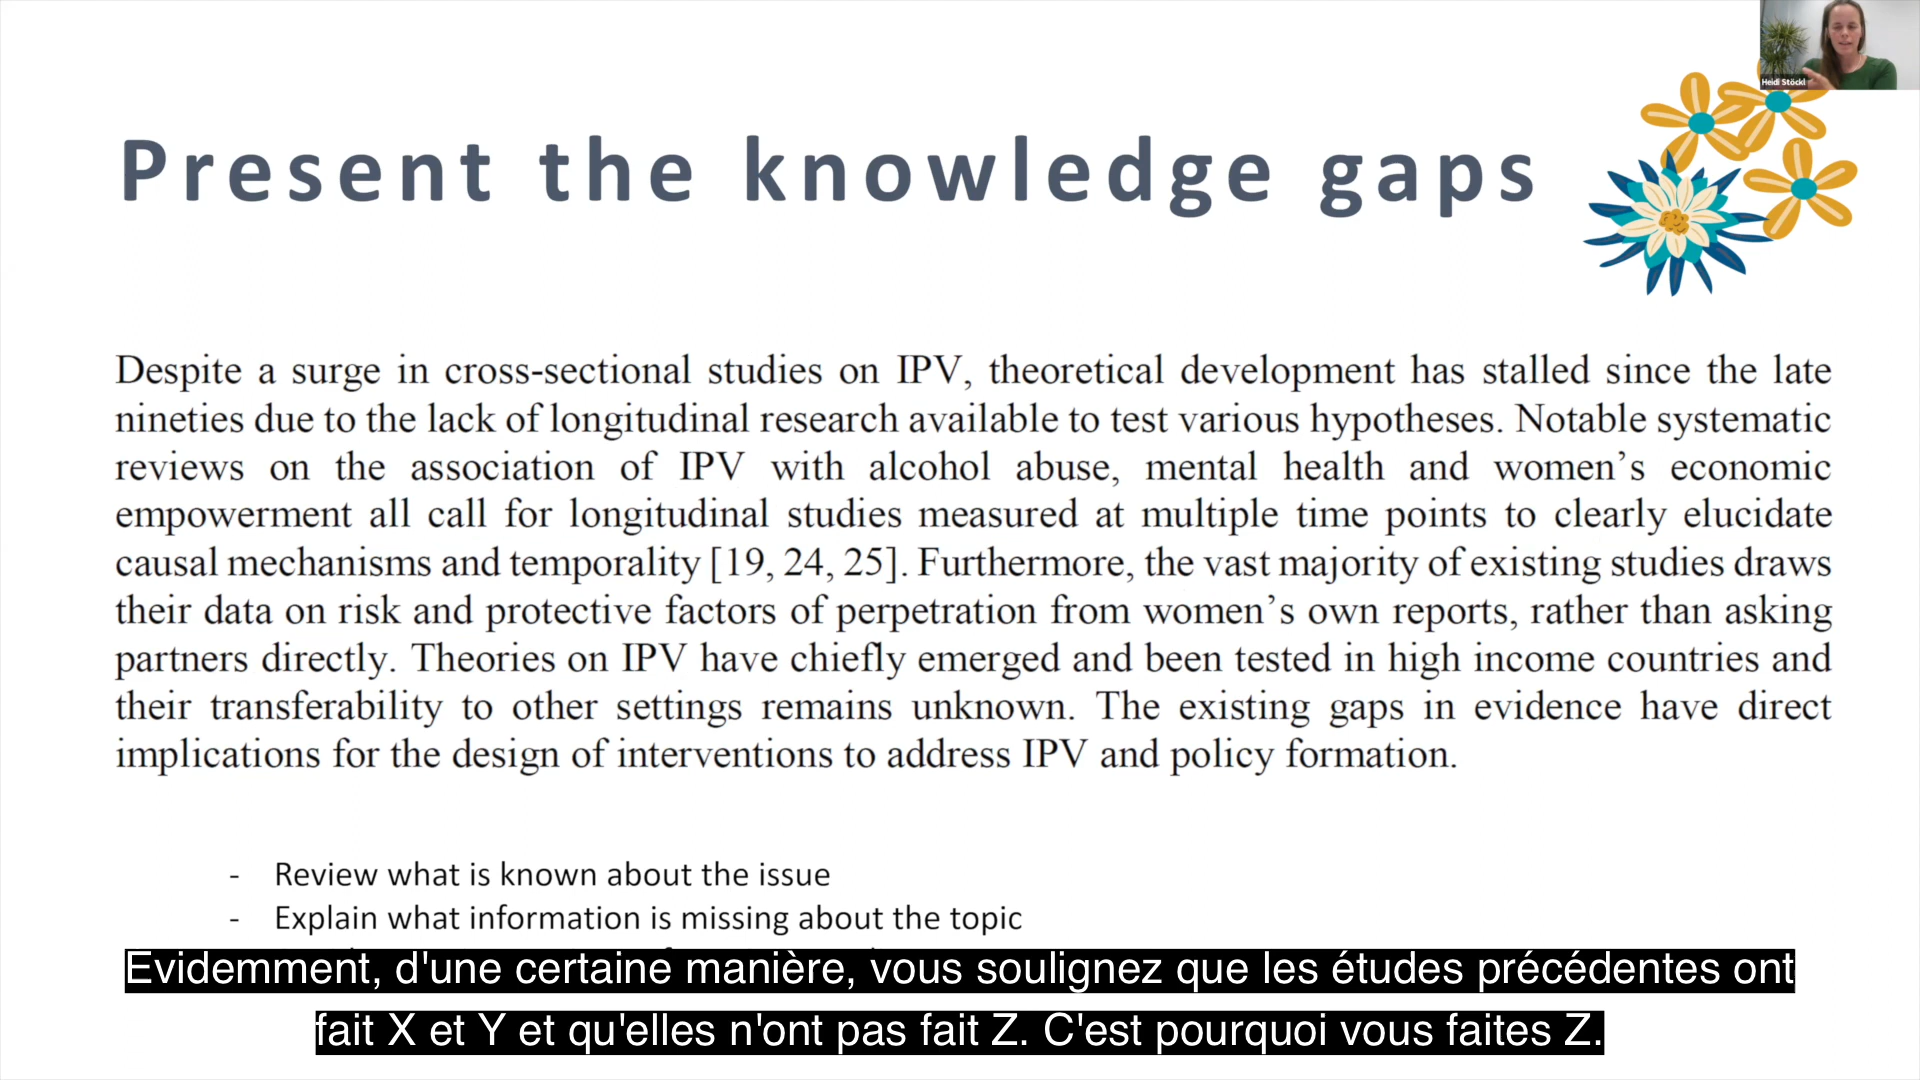 Heidi Stöckl
Present the knowledge gaps
Despite a surge in cross-sectional studies on IPV, theoretical development has stalled since the late
nineties due to the lack of longitudinal research available to test various hypotheses. Notable systematic
reviews on the association of IPV with alcohol abuse, mental health and women’s economic
empowerment all call for longitudinal studies measured at multiple time points to clearly elucidate
causal mechanisms and temporality [19, 24, 25]. Furthermore, the vast majority of existing studies draws
their data on risk and protective factors of perpetration from women’s own reports, rather than asking
partners directly. Theories on IPV have chiefly emerged and been tested in high income countries and
their transferability to other settings remains unknown. The existing gaps in evidence have direct
implications for the design of interventions to address IPV and policy formation.
- Review what is known about the issue
- Explain what information is missing about the topic
Evidemment, d'une certaine manière, vous soulignez que les études précédentes ont
fait X et Y et qu'elles n'ont pas fait Z. C'est pourquoi vous faites Z.